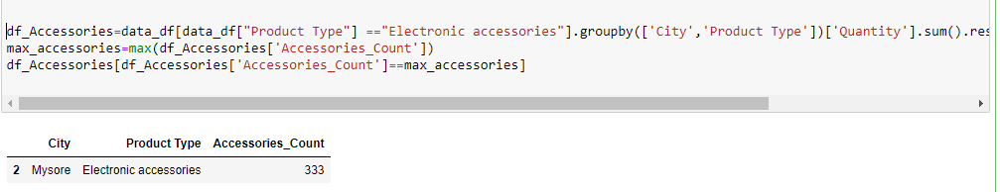 df_Accessories=data_df[data_df["Product Type"] =="Electronic accessories"].groupby(['City','Product Type'])['Quantity'].sum().res
max_accessories=max(df_Accessories['Accessories_Count'])
df_Accessories[df_Accessories['Accessories_Count']==max_accessories]
City Product Type Accessories_Count
2 Mysore Electronic accessories 333